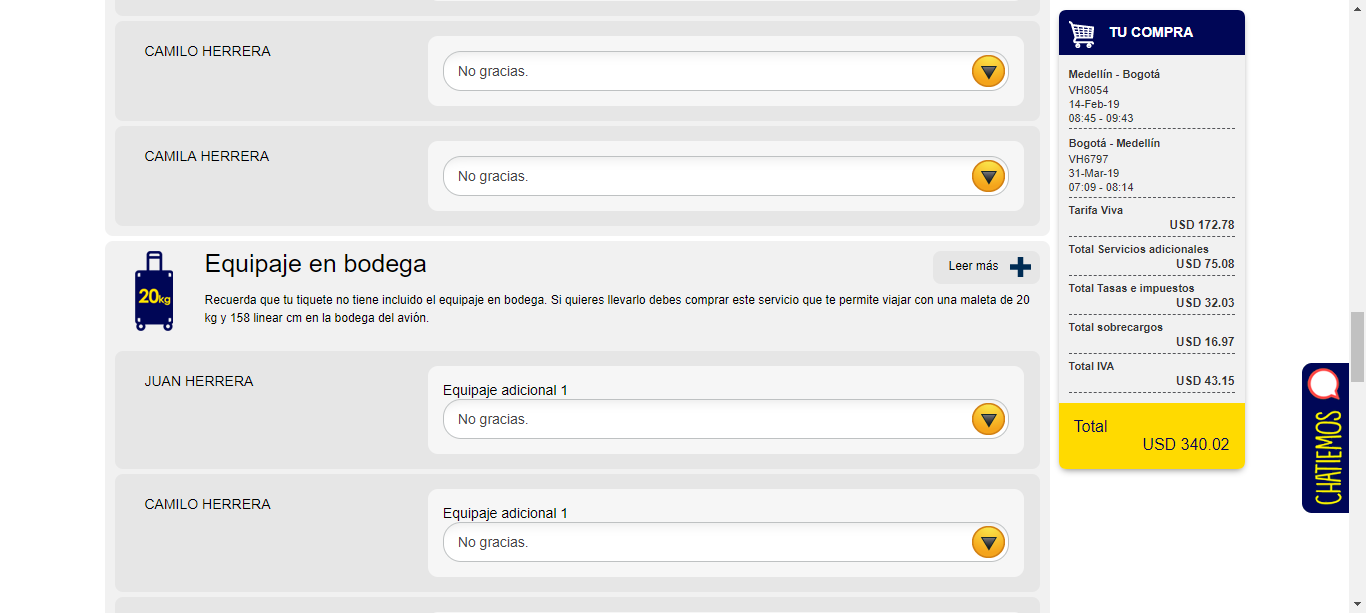 CAMILO HERRERA
No gracias.
CAMILA HERRERA
No gracias.
20kg
Equipaje en bodega
Leer más
Recuerda que tu tiquete no tiene incluido el equipaje en bodega. Si quieres llevarlo debes comprar este servicio que te permite viajar con una maleta de 20
kg y 158 linear cm en la bodega del avión.
JUAN HERRERA
Equipaje adicional 1
No gracias.
CAMILO HERRERA
Equipaje adicional 1
No gracias.
TU COMPRA
Medellín - Bogotá
VH8054
14-Feb-19
08:45 - 09:43
Bogotá - Medellín
VH6797
31-Mar-19
07:09 - 08:14
Tarifa Viva
USD 172.78
Total Servicios adicionales
USD 75.08
Total Tasas e impuestos
USD 32.03
Total sobrecargos
USD 16.97
Total IVA
USD 43.15
Total
USD 340.02
CHATIEMOS